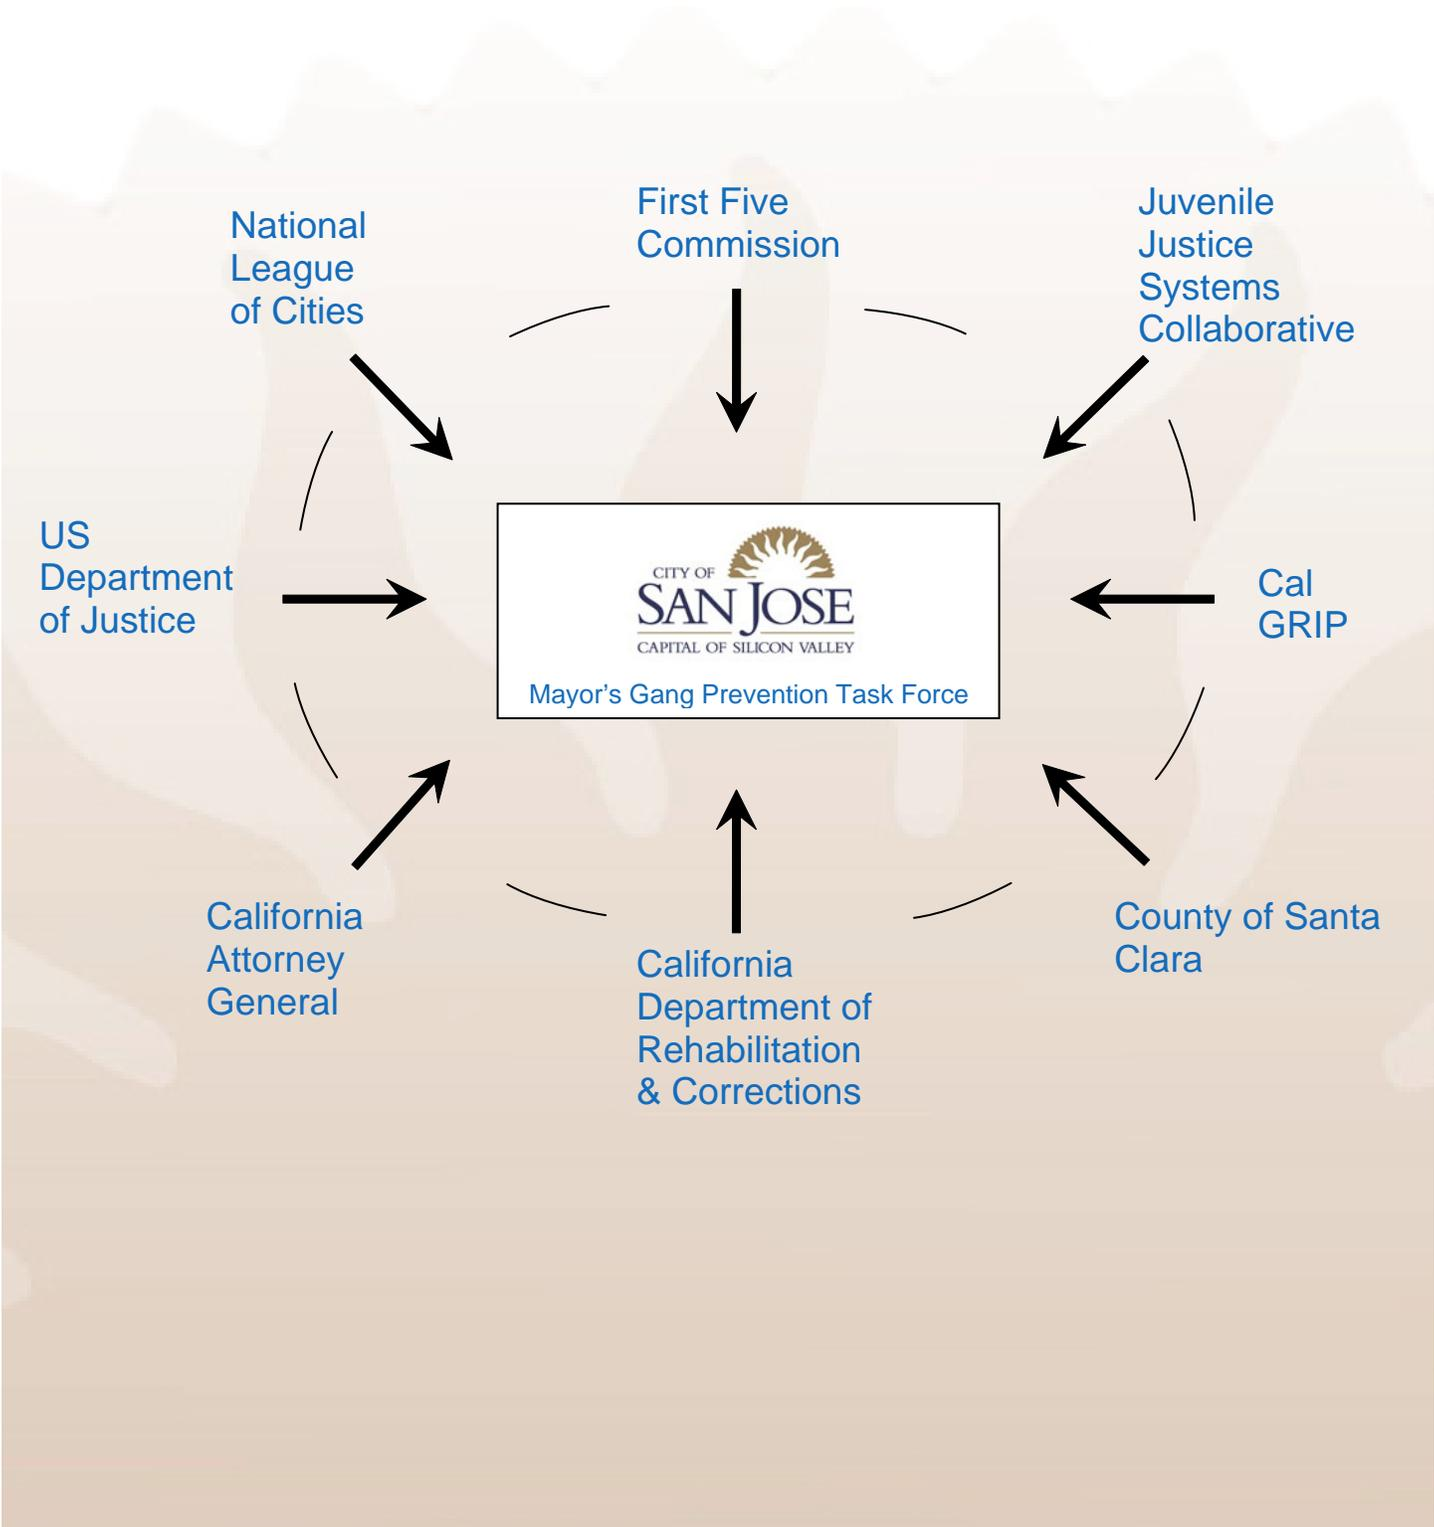 National
League
of Cities
First Five
Commission
Juvenile
Justice
Systems
Collaborative
US
Department
of Justice
CITY OF
SAN JOSE
CAPITAL OF SILICON VALLEY
Mayor’s Gang Prevention Task Force
Cal
GRIP
California
Attorney
General
California
Department of
Rehabilitation
& Corrections
County of Santa
Clara